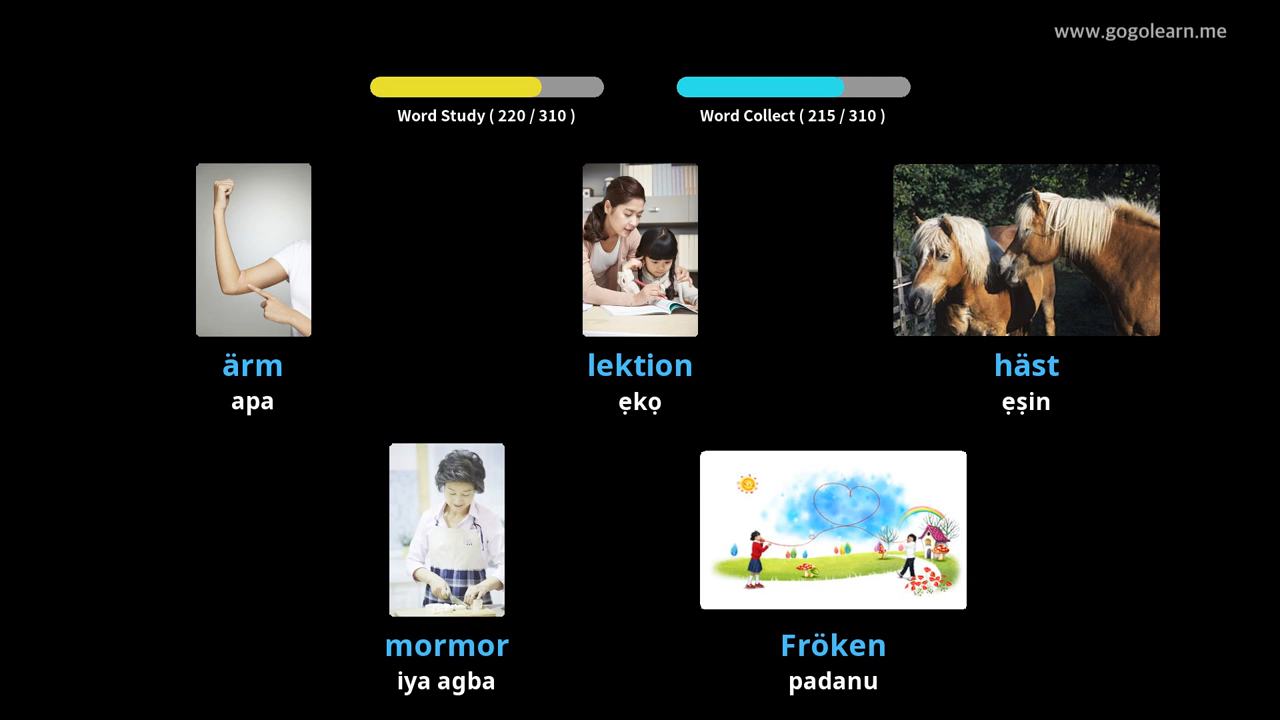 www.gogolearn.me
Word Study ( 220 / 310 )
Word Collect ( 215 / 310 )
ärm
apa
lektion
ẹkọ
häst
ẹṣin
mormor
iya agba
Fröken
padanu